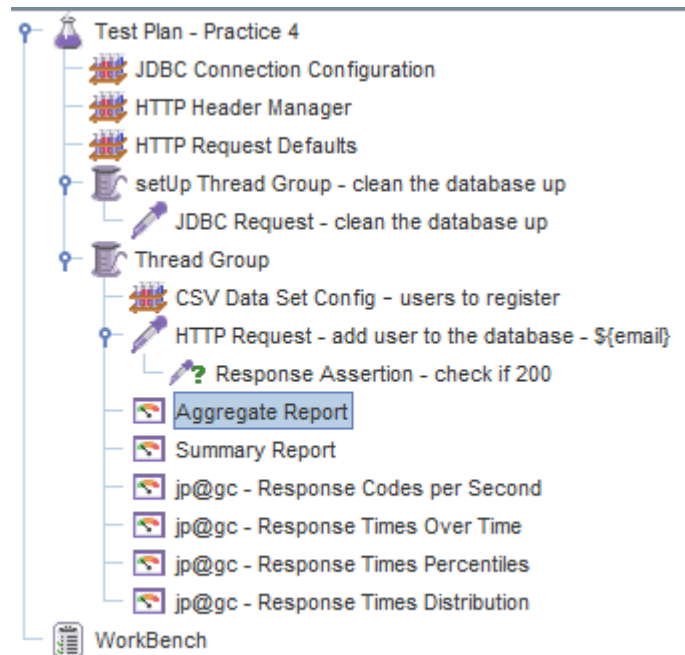 Test Plan - Practice 4
JDBC Connection Configuration
HTTP Header Manager
HTTP Request Defaults
setUp Thread Group - clean the database up
JDBC Request - clean the database up
Thread Group
CSV Data Set Config – users to register
HTTP Request - add user to the database - ${email}
Response Assertion - check if 200
Aggregate Report
Summary Report
jp@gc - Response Codes per Second
jp@gc - Response Times Over Time
jp@gc - Response Times Percentiles
jp@gc - Response Times Distribution
WorkBench